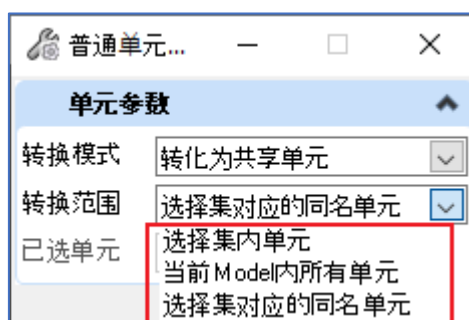 普通单元...
单元参数
转换模式 转化为共享单元
转换范围 选择集对应的同名单元
已选单元
选择集内单元
当前Model内所有单元
选择集对应的同名单元